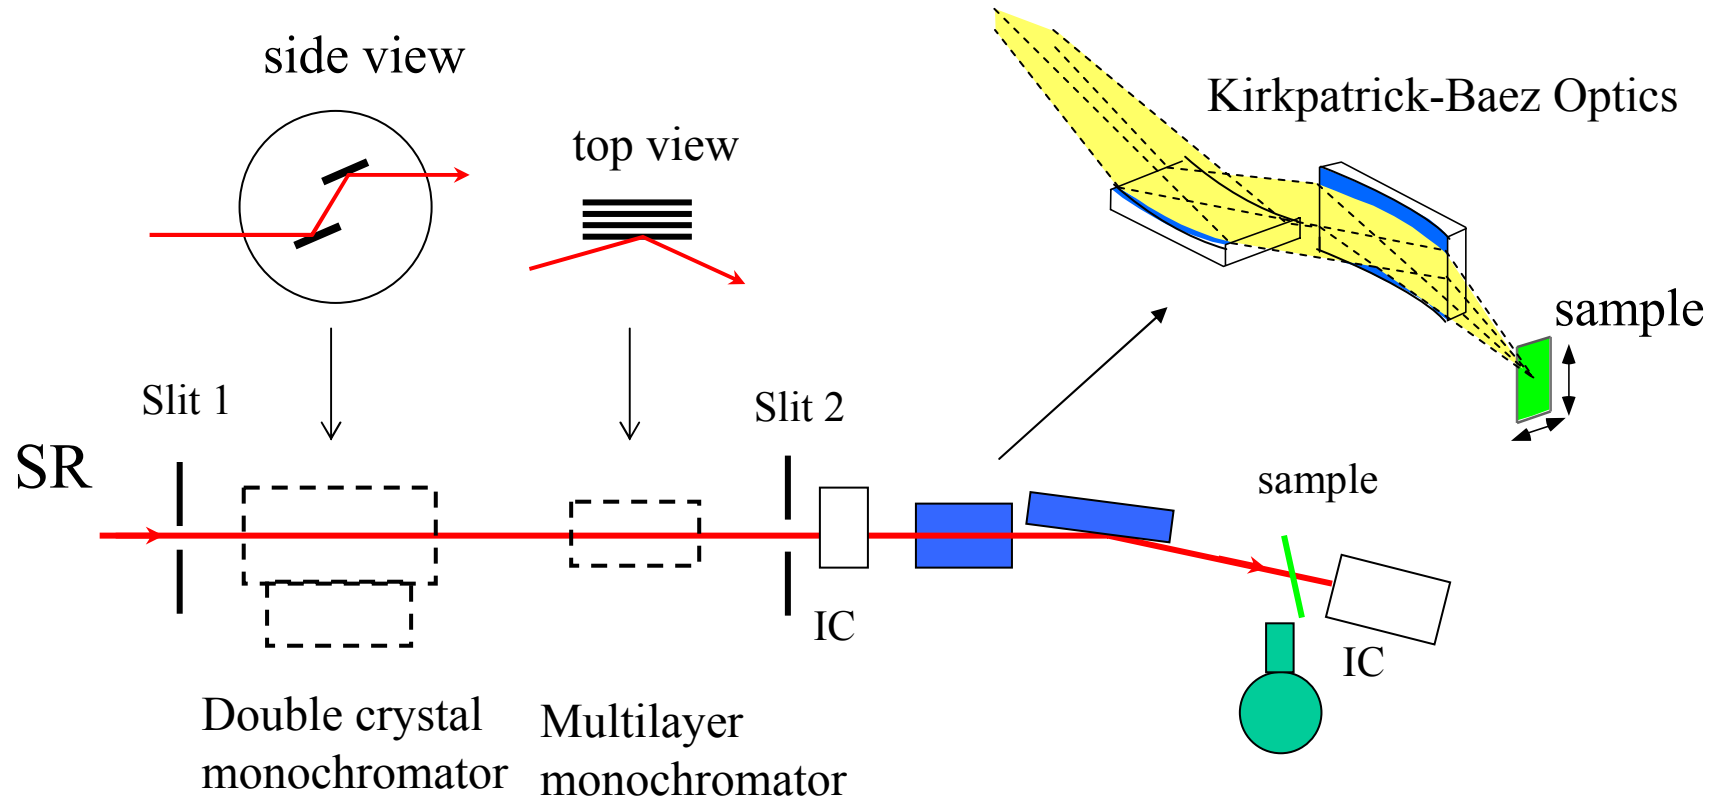 side view
Kirkpatrick-Baez Optics
top view
sample
Slit 1
Slit 2
SR
sample
IC
IC
Double crystal
monochromator
Multilayer
monochromator